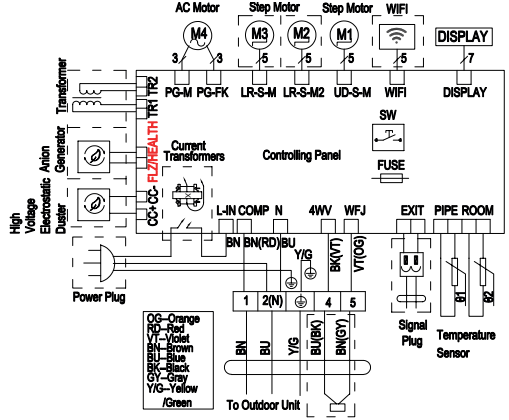 AC Motor
Step Motor
Step Motor
WIFI
M4
M3
M2
M1
DISPLAY
3
3
5
5
5
5
7
Transformer
TR2
TR1
PG-M
PG-FK
LR-S-M
LR-S-M2
UD-S-M
WIFI
DISPLAY
Anion
Generator
FLZ/HEALTH
Current
Transformers
SW
Controlling Panel
FUSE
High
Voltage
Electrostatic
Duster
CC-
CC+
L-IN
COMP
N
4WV
WFJ
EXIT
PIPE
ROOM
BN
BN(RD)
BU
Y/G
BK(VT)
VT(OG)
Power Plug
1
2(N)
4
5
θ1
θ2
Signal
Plug
Temperature
Sensor
OG-Orange
RD-Red
VT-Violet
BN-Brown
BU-Blue
BK-Black
GY-Gray
Y/G-Yellow
/Green
BN
BU
Y/G
BU(BK)
BN(GY)
To Outdoor Unit